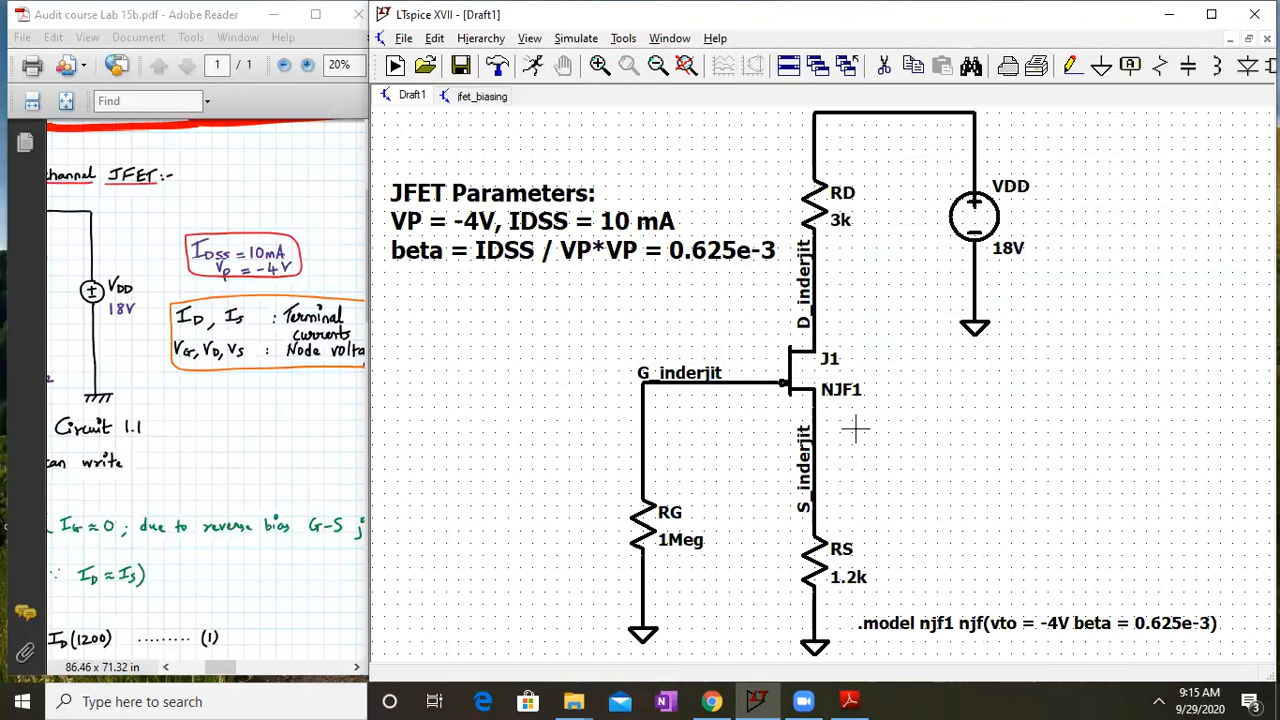 Audit course Lab 15b.pdf - Adobe Reader
File Edit View Document Tools Window Help
1 / 1 20%
Find
channel JFET:-
IDSS = 10mA
Vp = -4V
VDD
18V
ID, IS : Terminal
currents
VG, VD, VS : Node volta
2
Circuit 1.1
can write
IG ≈ 0 ; due to reverse bias G-S j
∵ ID ≈ IS)
ID(1200) ......... (1)
86.46 x 71.32 in
LTspice XVII - [Draft1]
File Edit Hierarchy View Simulate Tools Window Help
Draft1 jfet_biasing
JFET Parameters:
VP = -4V, IDSS = 10 mA
beta = IDSS / VP*VP = 0.625e-3
RD
3k
VDD
18V
D_inderjit
J1
NJF1
G_inderjit
S_inderjit
RG
1Meg
RS
1.2k
.model njf1 njf(vto = -4V beta = 0.625e-3)
Type here to search
9:15 AM
9/29/2020
3